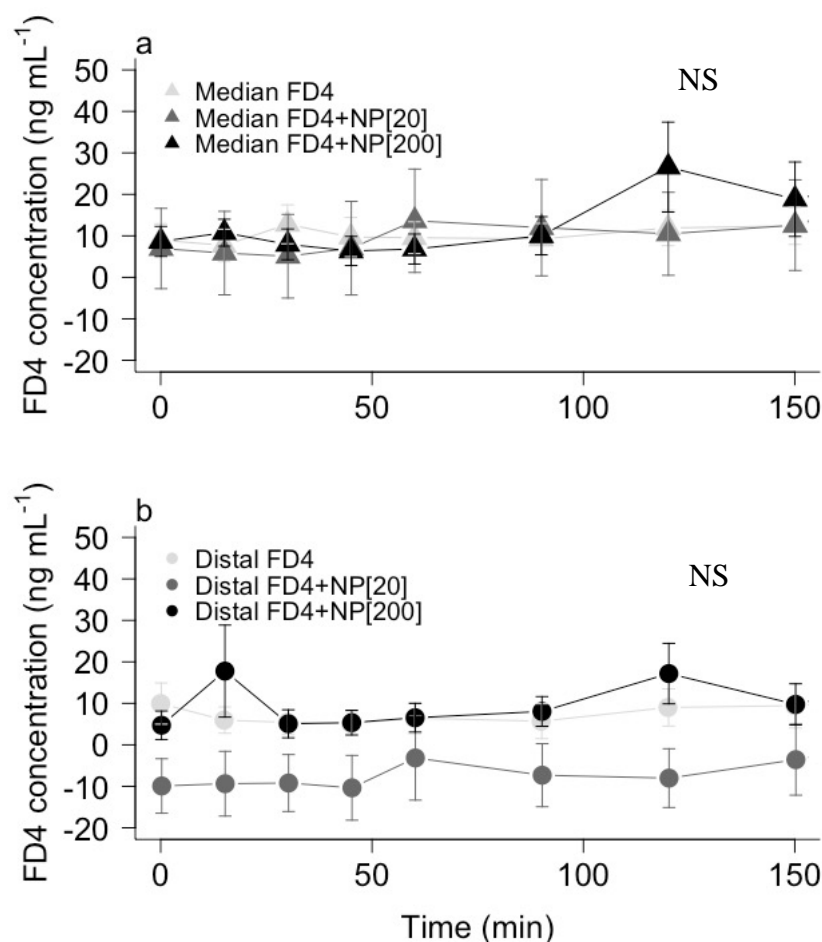 a
FD4 concentration (ng mL⁻¹)
50
40
30
20
10
0
-10
-20
Median FD4
Median FD4+NP[20]
Median FD4+NP[200]
NS
0 50 100 150
b
FD4 concentration (ng mL⁻¹)
50
40
30
20
10
0
-10
-20
Distal FD4
Distal FD4+NP[20]
Distal FD4+NP[200]
NS
0 50 100 150
Time (min)